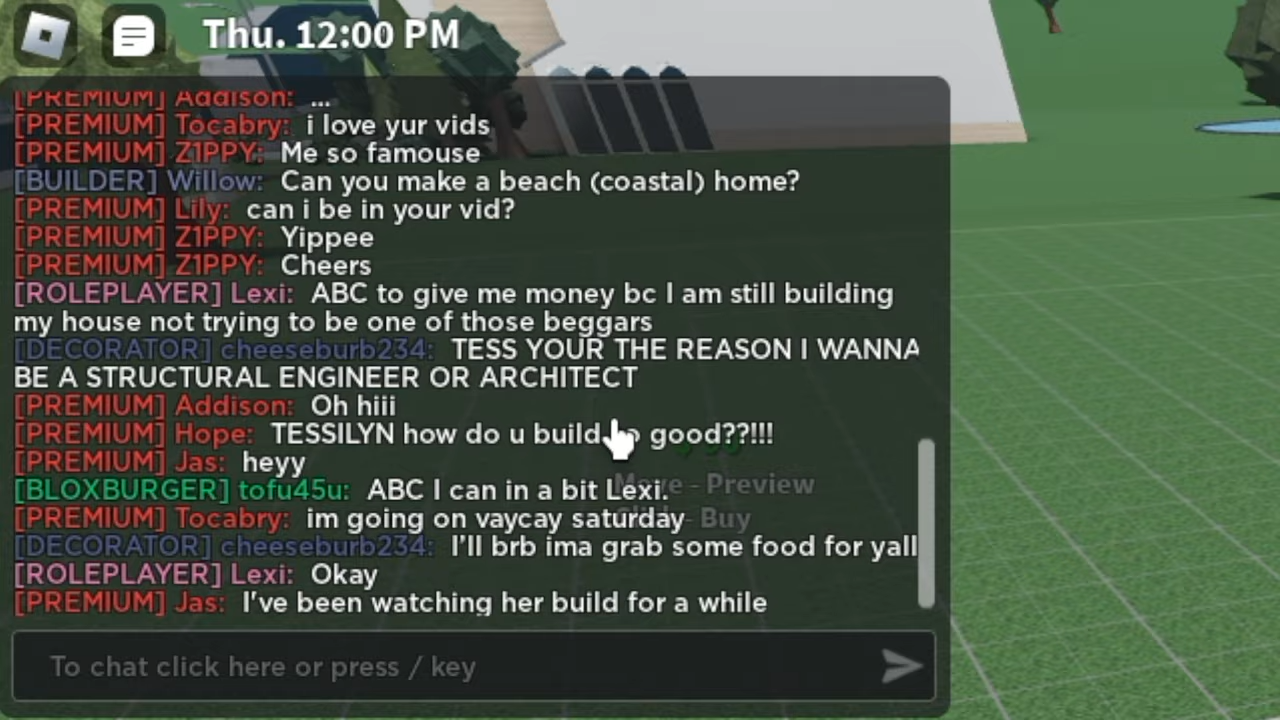 Thu. 12:00 PM
[PREMIUM] Addison: ...
[PREMIUM] Tocabry: i love yur vids
[PREMIUM] Z1PPY: Me so famouse
[BUILDER] Willow: Can you make a beach (coastal) home?
[PREMIUM] Lily: can i be in your vid?
[PREMIUM] Z1PPY: Yippee
[PREMIUM] Z1PPY: Cheers
[ROLEPLAYER] Lexi: ABC to give me money bc I am still building
my house not trying to be one of those beggars
[DECORATOR] cheeseburb234: TESS YOUR THE REASON I WANNA
BE A STRUCTURAL ENGINEER OR ARCHITECT
[PREMIUM] Addison: Oh hiii
[PREMIUM] Hope: TESSILYN how do u build good??!!!
[PREMIUM] Jas: heyy
[BLOXBURGER] tofu45u: ABC I can in a bit Lexi.
- Preview
[PREMIUM] Tocabry: im going on vaycay saturday
- Buy
[DECORATOR] cheeseburb234: I'll brb ima grab some food for yall
[ROLEPLAYER] Lexi: Okay
[PREMIUM] Jas: I've been watching her build for a while
To chat click here or press / key